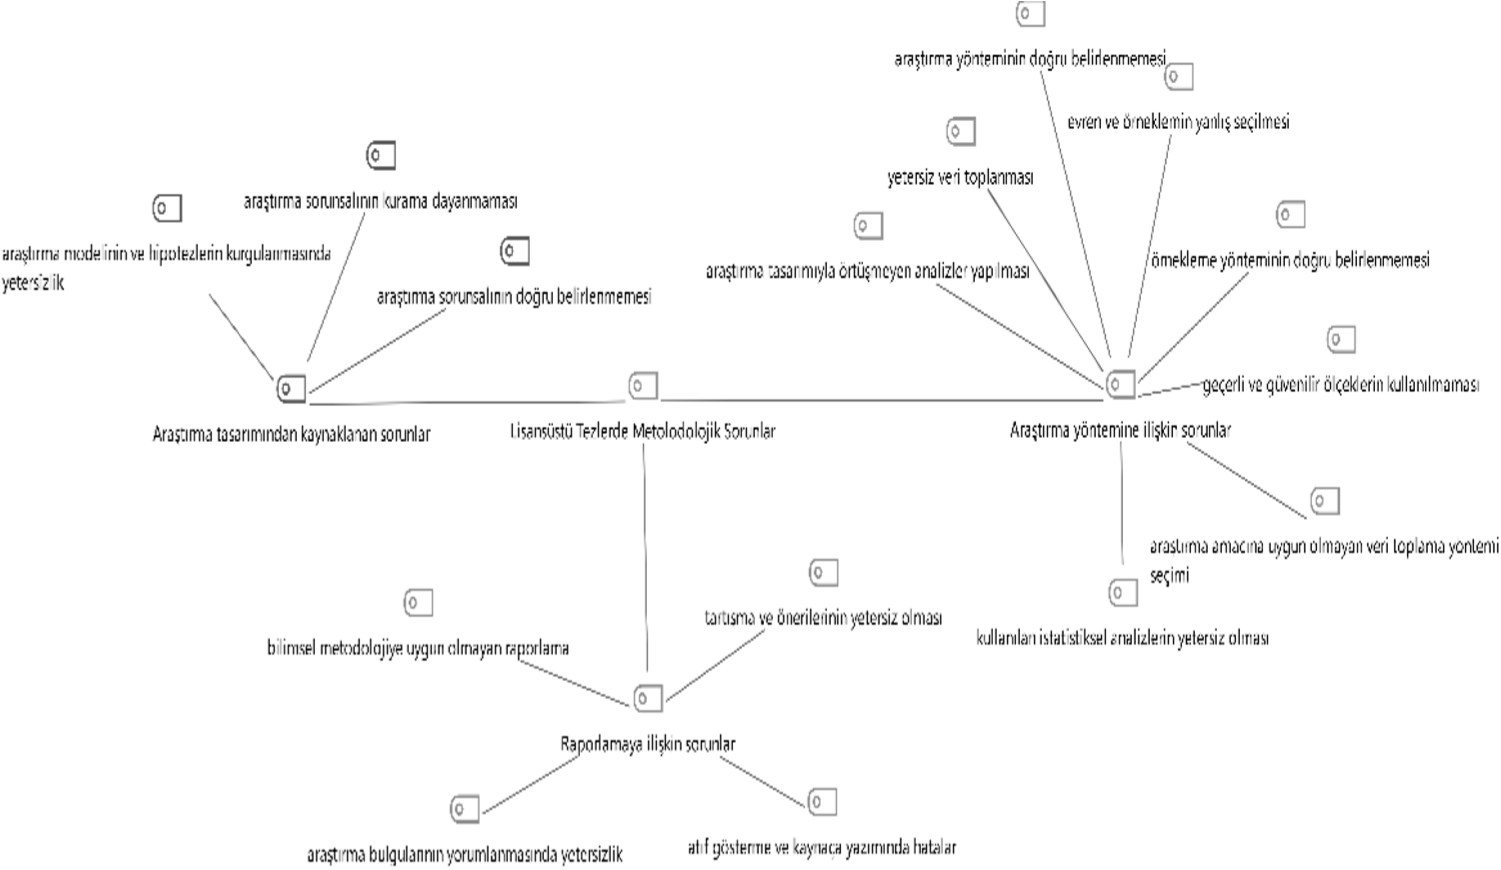 araştırma yönteminin doğru belirlenmemesi
evren ve örneklemin yanlış seçilmesi
yetersiz veri toplanması
araştırma sorunsalının kurama dayanmaması
araştırma modelinin ve hipotezlerin kurgulanmasında
yetersizlik
örnekleme yönteminin doğru belirlenmemesi
araştırma tasarımıyla örtüşmeyen analizler yapılması
araştırma sorunsalının doğru belirlenmemesi
geçerli ve güvenilir ölçeklerin kullanılmaması
Araştırma tasarımından kaynaklanan sorunlar
Lisansüstü Tezlerde Metolodolojik Sorunlar
Araştırma yöntemine ilişkin sorunlar
araştırma amacına uygun olmayan veri toplama yöntemi
seçimi
tartışma ve önerilerinin yetersiz olması
kullanılan istatistiksel analizlerin yetersiz olması
bilimsel metodolojiye uygun olmayan raporlama
Raporlamaya ilişkin sorunlar
araştırma bulgularının yorumlanmasında yetersizlik
atıf gösterme ve kaynaça yazımında hatalar